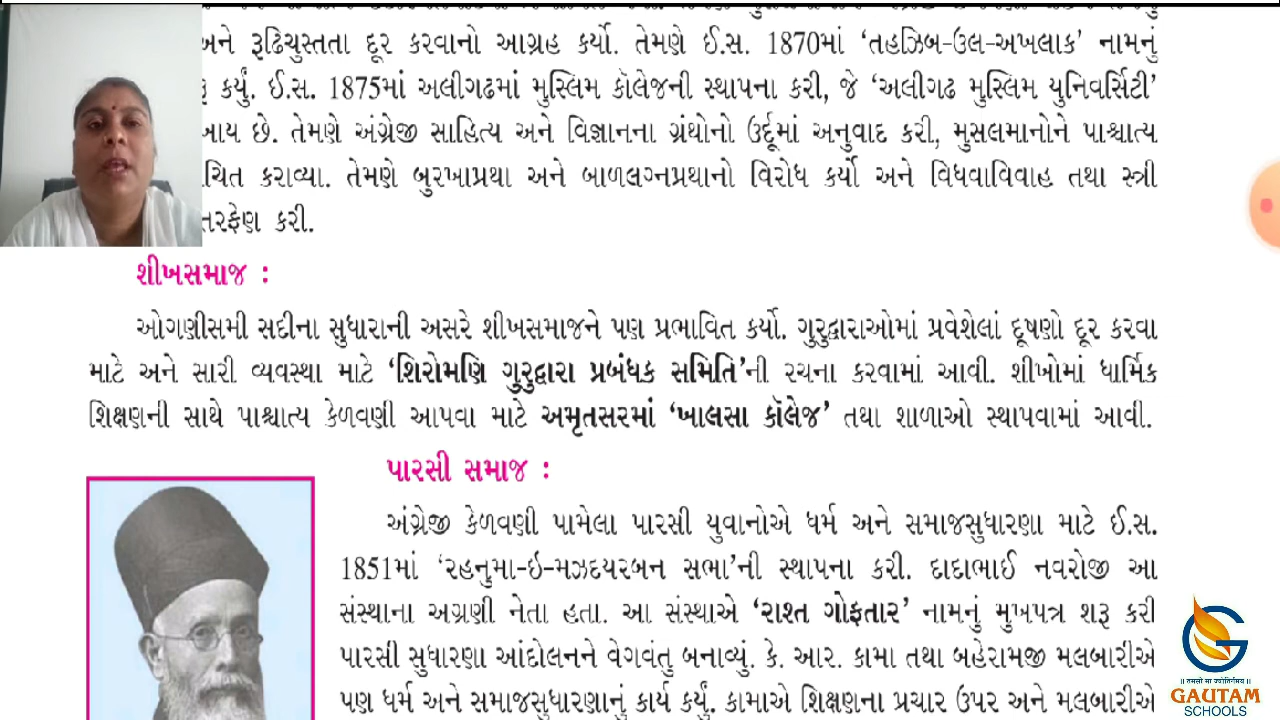 અને રૂઢિચુસ્તતા દૂર કરવાનો આગ્રહ કર્યો. તેમણે ઈ.સ. 1870માં ‘તહઝિબ-ઉલ-અખલાક’ નામનું
કર્યું. ઈ.સ. 1875માં અલીગઢમાં મુસ્લિમ કૉલેજની સ્થાપના કરી, જે ‘અલીગઢ મુસ્લિમ યુનિવર્સિટી’
છે. તેમણે અંગ્રેજી સાહિત્ય અને વિજ્ઞાનના ગ્રંથોનો ઉર્દૂમાં અનુવાદ કરી, મુસલમાનોને પાશ્ચાત્ય
કરાવ્યા. તેમણે બુરખાપ્રથા અને બાળલગ્નપ્રથાનો વિરોધ કર્યો અને વિધવાવિવાહ તથા સ્ત્રી
તરફેણ કરી.
શીખસમાજ :
ઓગણીસમી સદીના સુધારાની અસરે શીખસમાજને પણ પ્રભાવિત કર્યો. ગુરુદ્વારાઓમાં પ્રવેશેલાં દૂષણો દૂર કરવા
માટે અને સારી વ્યવસ્થા માટે ‘શિરોમણિ ગુરુદ્વારા પ્રબંધક સમિતિ’ની રચના કરવામાં આવી. શીખોમાં ધાર્મિક
શિક્ષણની સાથે પાશ્ચાત્ય કેળવણી આપવા માટે અમૃતસરમાં ‘ખાલસા કૉલેજ’ તથા શાળાઓ સ્થાપવામાં આવી.
પારસી સમાજ :
અંગ્રેજી કેળવણી પામેલા પારસી યુવાનોએ ધર્મ અને સમાજસુધારણા માટે ઈ.સ.
1851માં ‘રહનુમા-ઇ-મઝદયરબન સભા’ની સ્થાપના કરી. દાદાભાઈ નવરોજી આ
સંસ્થાના અગ્રણી નેતા હતા. આ સંસ્થાએ ‘રાશ્ત ગોફતાર’ નામનું મુખપત્ર શરૂ કરી
પારસી સુધારણા આંદોલનને વેગવંતુ બનાવ્યું. કે. આર. કામા તથા બહેરામજી મલબારીએ
પણ ધર્મ અને સમાજસુધારણાનું કાર્ય કર્યું. કામાએ શિક્ષણના પ્રચાર ઉપર અને મલબારીએ
॥ तमसो मा ज्योतिर्गमय ॥
GAUTAM
SCHOOLS